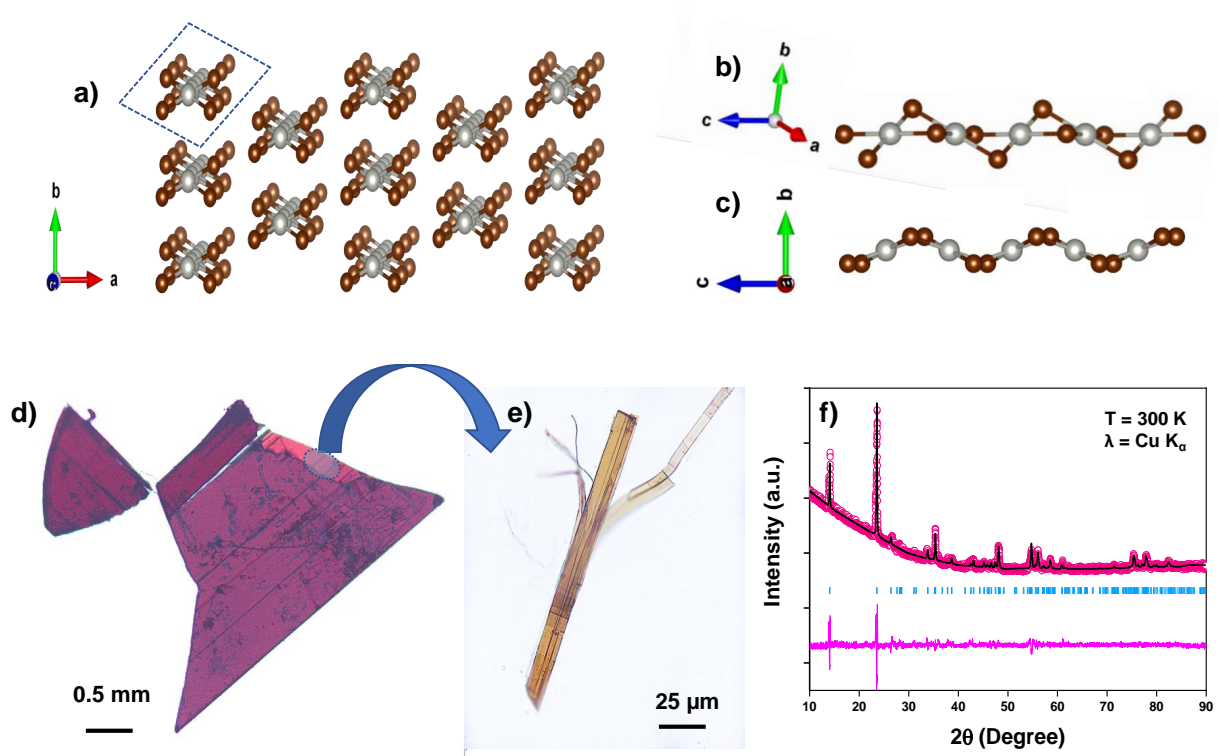 a)
b
a
c
b)
b
c
a
c)
b
c
a
d)
0.5 mm
e)
25 µm
f)
T = 300 K
λ = Cu Kα
Intensity (a.u.)
10 20 30 40 50 60 70 80 90
2θ (Degree)